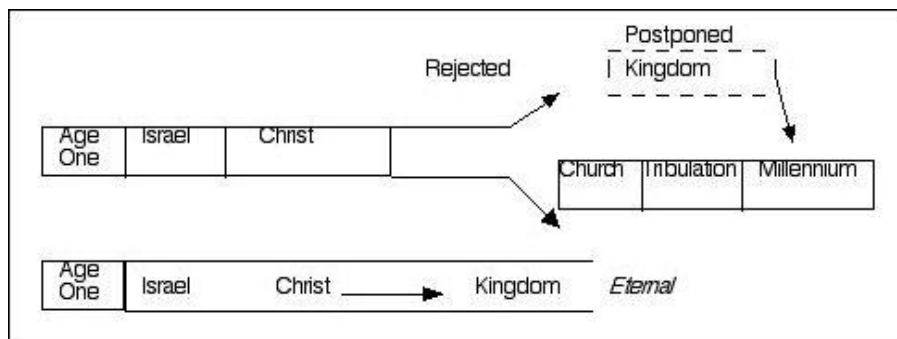 Postponed
Rejected Kingdom
Age One Israel Christ
Church Tribulation Millennium
Age One Israel Christ Kingdom Eternal